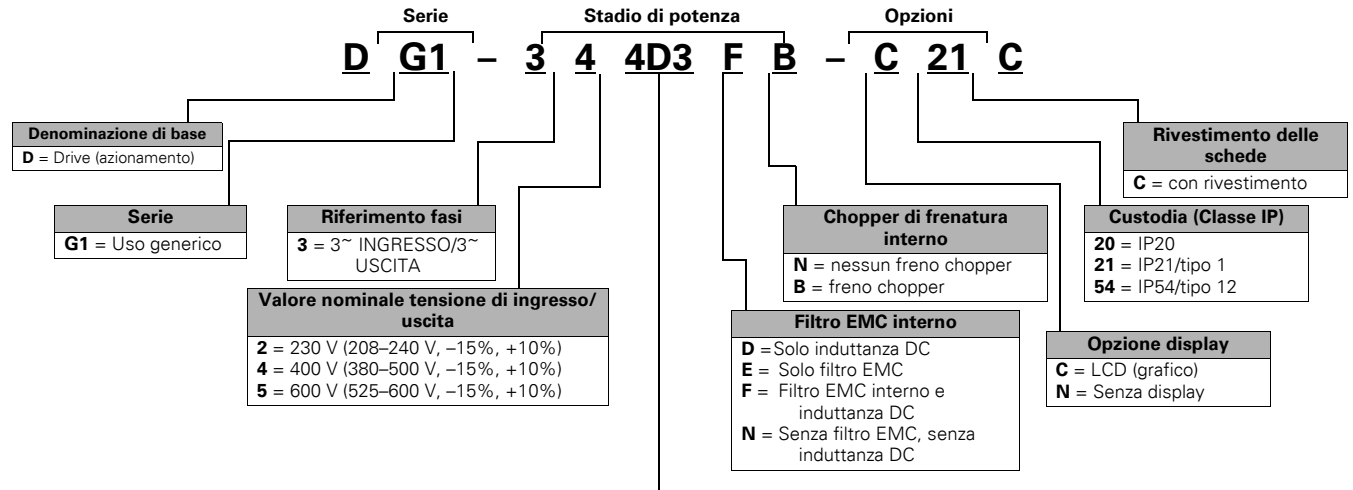 Serie Stadio di potenza Opzioni
D G1 – 3 4 4D3 F B – C 21 C
Denominazione di base
D = Drive (azionamento)
Serie
G1 = Uso generico
Riferimento fasi
3 = 3~ INGRESSO/3~
USCITA
Valore nominale tensione di ingresso/
uscita
2 = 230 V (208–240 V, –15%, +10%)
4 = 400 V (380–500 V, –15%, +10%)
5 = 600 V (525–600 V, –15%, +10%)
Filtro EMC interno
D =Solo induttanza DC
E = Solo filtro EMC
F = Filtro EMC interno e
induttanza DC
N = Senza filtro EMC, senza
induttanza DC
Chopper di frenatura
interno
N = nessun freno chopper
B = freno chopper
Opzione display
C = LCD (grafico)
N = Senza display
Custodia (Classe IP)
20 = IP20
21 = IP21/tipo 1
54 = IP54/tipo 12
Rivestimento delle
schede
C = con rivestimento